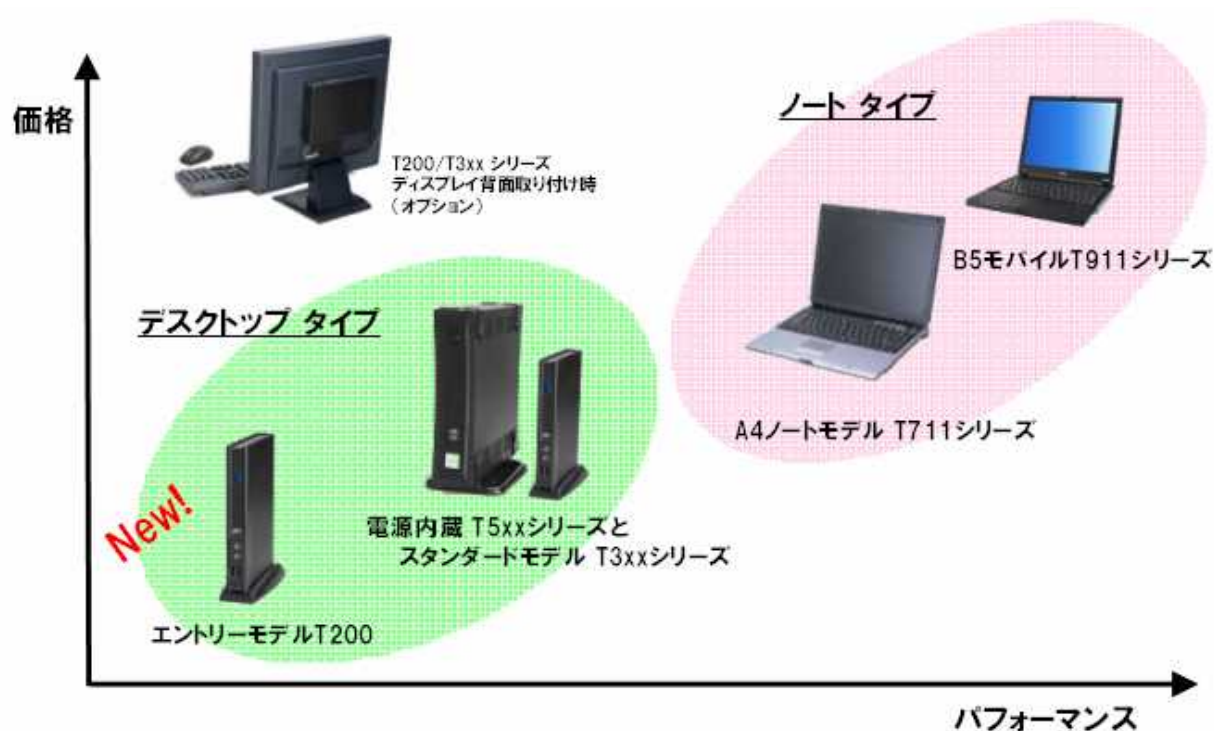 価格
T200/T3xx シリーズ
ディスプレイ背面取り付け時
（オプション）
ノート タイプ
B5モバイルT911シリーズ
A4ノートモデル T711シリーズ
デスクトップ タイプ
電源内蔵 T5xxシリーズと
スタンダードモデル T3xxシリーズ
New!
エントリーモデルT200
パフォーマンス